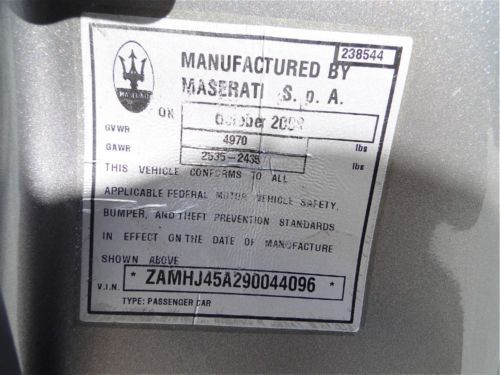 238544
MANUFACTURED BY
MASERATI S.p.A.
MASERATI
ON October 2008
GVWR 4970 lbs
GAWR 2535-2435 lbs
THIS VEHICLE CONFORMS TO ALL
APPLICABLE FEDERAL MOTOR VEHICLE SAFETY,
BUMPER, AND THEFT PREVENTION STANDARDS
IN EFFECT ON THE DATE OF MANUFACTURE
SHOWN ABOVE
V.I.N. * ZAMHJ45A290044096 *
TYPE: PASSENGER CAR